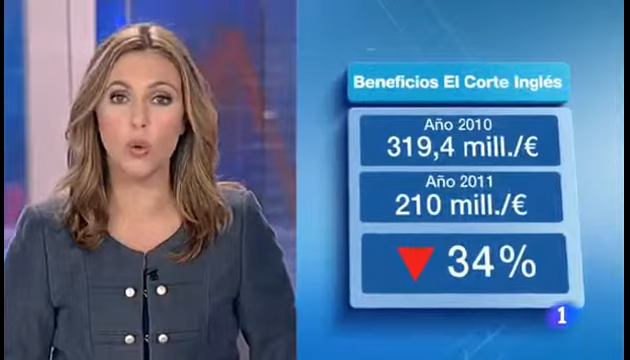 Beneficios El Corte Inglés
Año 2010
319,4 mill./€
Año 2011
210 mill./€
34%
1